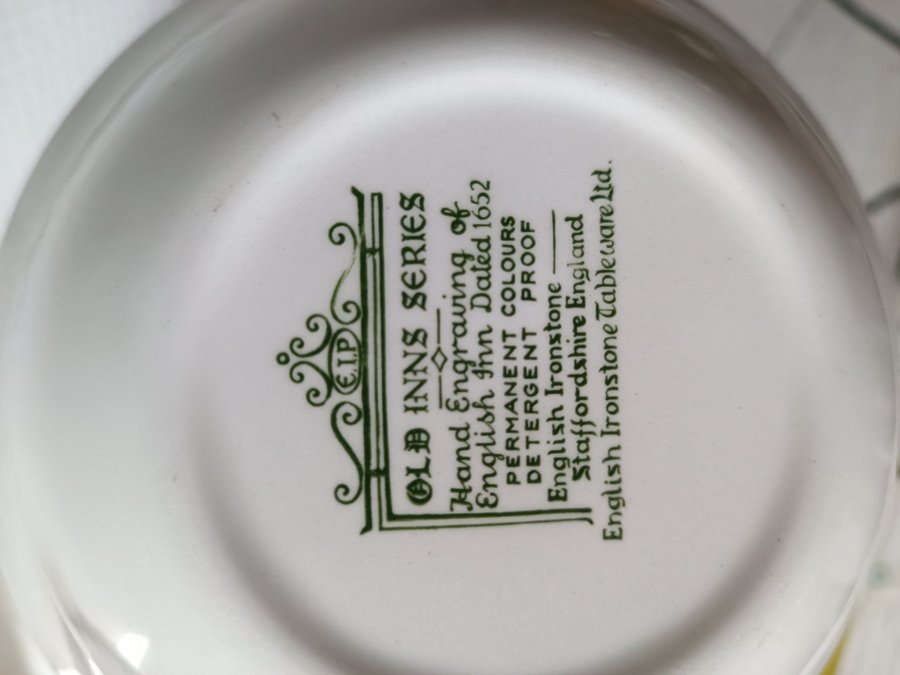 E.I.P
OLD INNS SERIES
Hand Engraving of
English Inn Dated 1652
PERMANENT COLOURS
DETERGENT PROOF
English Ironstone
Staffordshire England
English Ironstone Tableware Ltd.